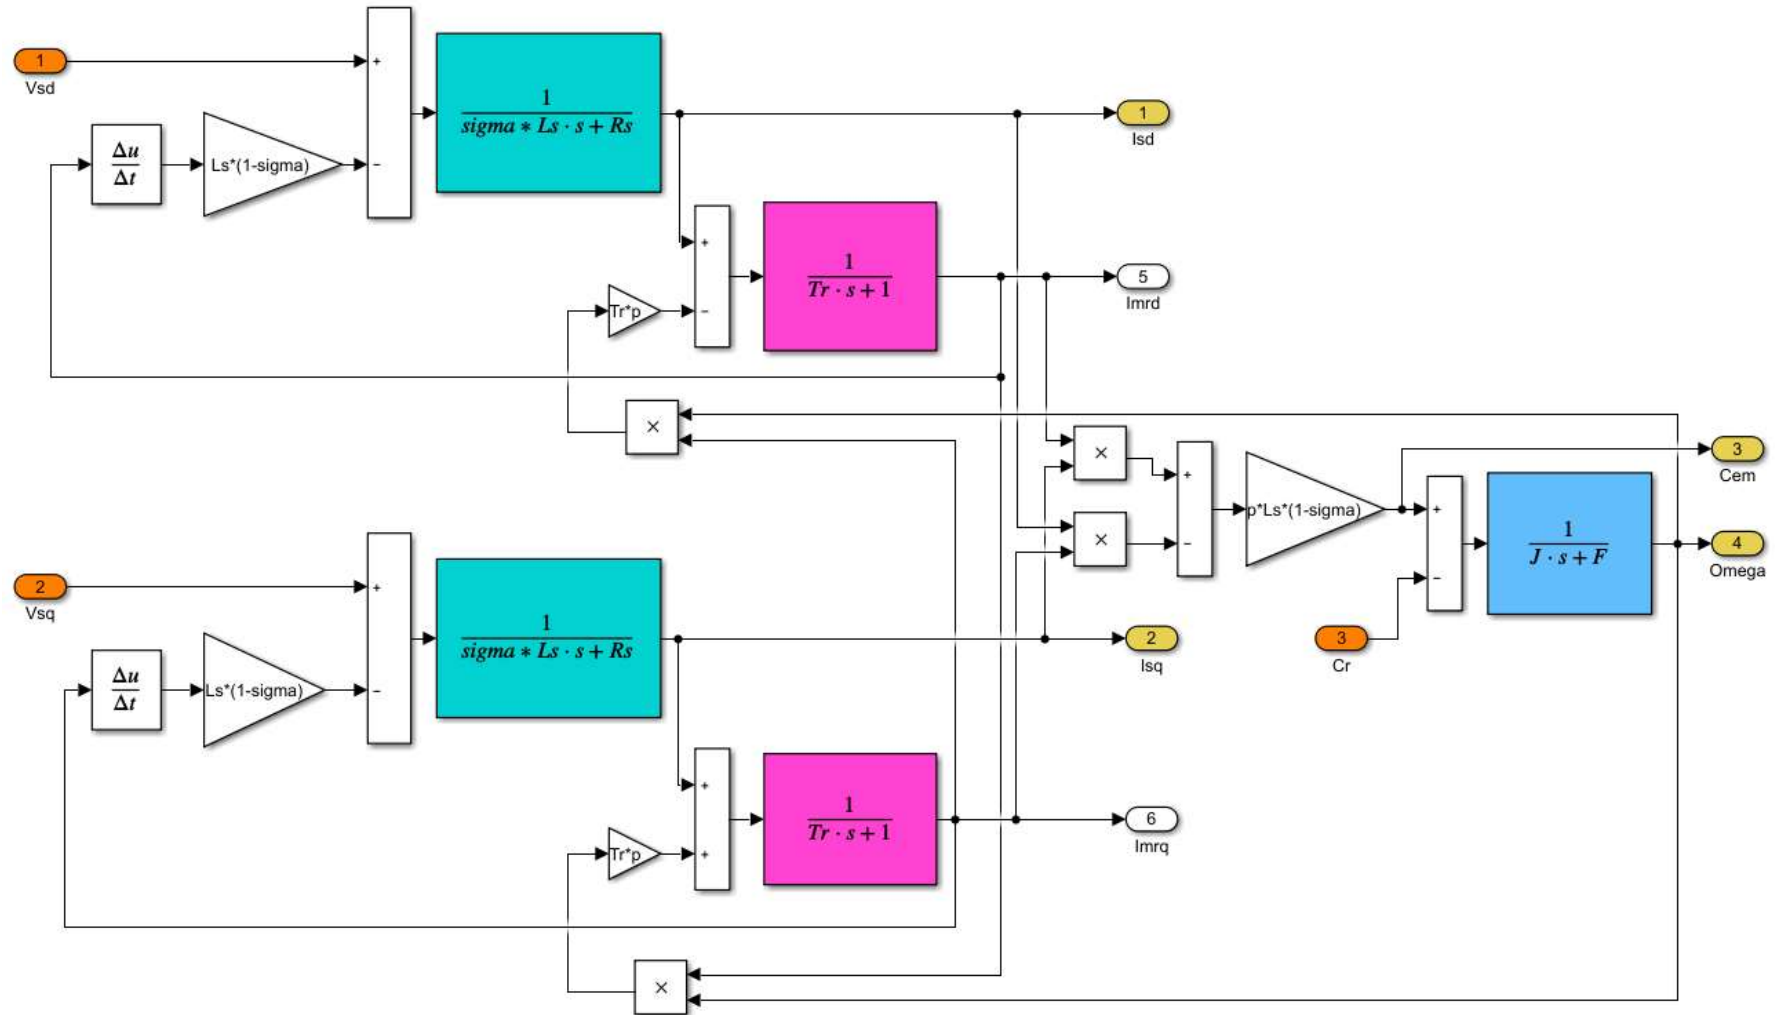 1
Vsd
+
−
Δu
Δt
Ls*(1-sigma)
1
sigma ∗ Ls · s + Rs
1
Isd
+
−
Tr*p
1
Tr · s + 1
5
Imrd
×
×
×
+
−
p*Ls*(1-sigma)
+
−
1
J · s + F
3
Cem
4
Omega
3
Cr
2
Vsq
+
−
Δu
Δt
Ls*(1-sigma)
1
sigma ∗ Ls · s + Rs
2
Isq
+
+
Tr*p
1
Tr · s + 1
6
Imrq
×